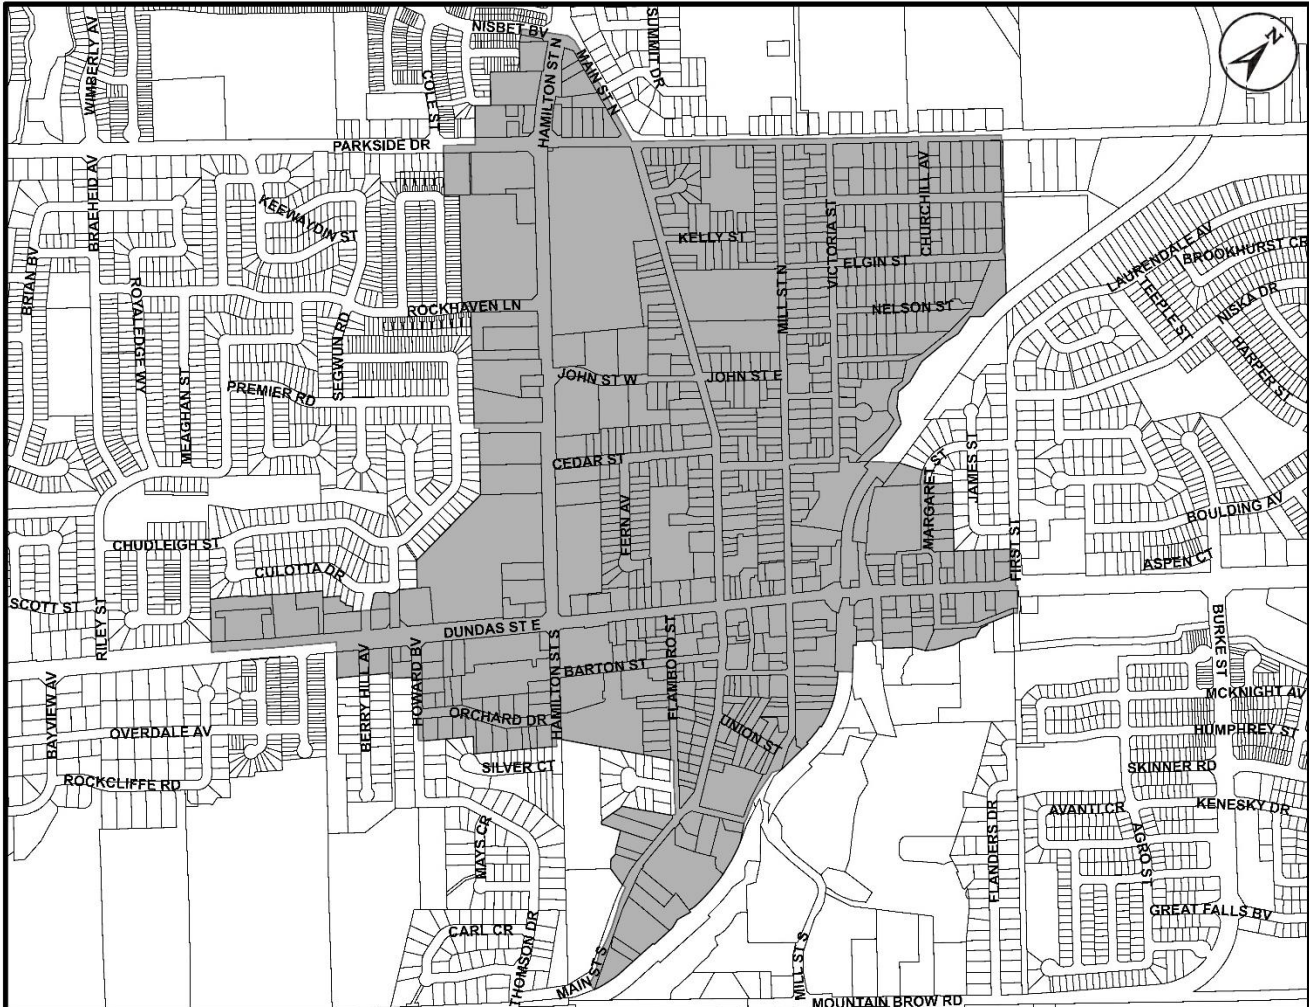 NISBET BV
SUMMIT DR
WIMBERLY AV
COLE ST
HAMILTON ST N
MAIN ST N
N
PARKSIDE DR
BRAEHEID AV
CHURCHILL AV
KEEWAYDIN ST
KELLY ST
VICTORIA ST
BRIAN BV
ELGIN ST
LAURENDALE AV
BROOKHURST CR
ROYALEDGE WY
ROCKHAVEN LN
MILL ST N
NELSON ST
TEEPLE ST
NISKA DR
SEGWUN RD
HARPER ST
MEAGHAN ST
PREMIER RD
JOHN ST W
JOHN ST E
CEDAR ST
JAMES ST
MARGARET ST
FERN AV
BOULDING AV
CHUDLEIGH ST
CULOTTA DR
FIRST ST
ASPEN CT
SCOTT ST
RILEY ST
DUNDAS ST E
BURKE ST
BARTON ST
HAMILTON ST S
FLAMBORO ST
BAYVIEW AV
BERRY HILL AV
HOWARD BV
MCKNIGHT AV
OVERDALE AV
ORCHARD DR
UNION ST
HUMPHREY ST
SILVER CT
SKINNER RD
ROCKCLIFFE RD
AVANTI CR
KENESKY DR
MAYS CR
FLANDERS DR
AGRO ST
GREAT FALLS BV
CARL CR
THOMSON DR
MAIN ST S
MILL ST S
MOUNTAIN BROW RD